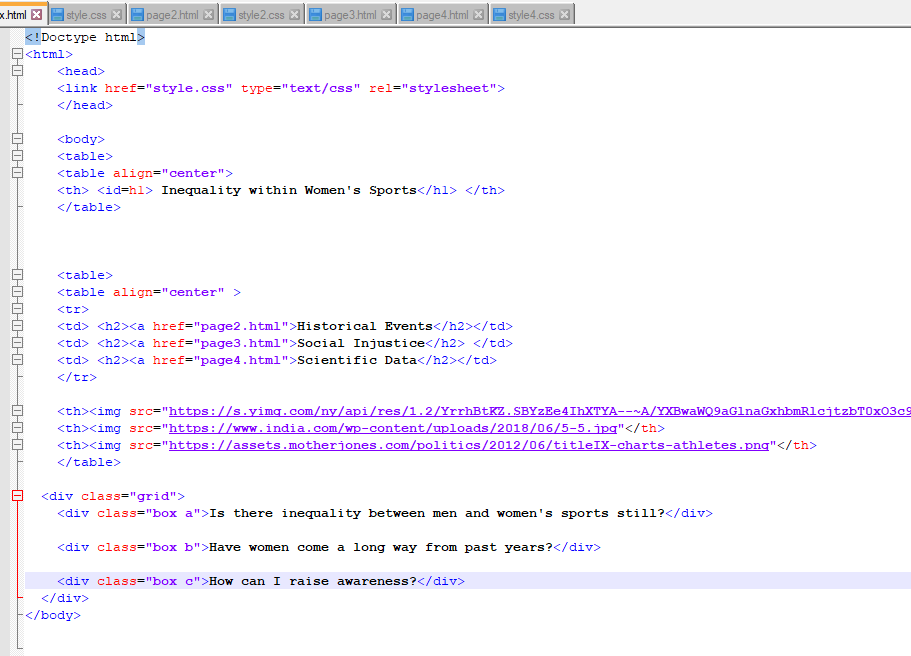 x.html style.css page2.html style2.css page3.html page4.html style4.css
<!Doctype html>
<html>
<head>
<link href="style.css" type="text/css" rel="stylesheet">
</head>
<body>
<table>
<table align="center">
<th> <id=h1> Inequality within Women's Sports</h1> </th>
</table>
<table>
<table align="center" >
<tr>
<td> <h2><a href="page2.html">Historical Events</h2></td>
<td> <h2><a href="page3.html">Social Injustice</h2> </td>
<td> <h2><a href="page4.html">Scientific Data</h2></td>
</tr>
<th><img src="https://s.yimg.com/ny/api/res/1.2/YrrhBtKZ.SBYzEe4IhXTYA--~A/YXBwaWQ9aGlnaGxhbmRlcjtzbT0xO3c9
<th><img src="https://www.india.com/wp-content/uploads/2018/06/5-5.jpg"</th>
<th><img src="https://assets.motherjones.com/politics/2012/06/titleIX-charts-athletes.png"</th>
</table>
<div class="grid">
<div class="box a">Is there inequality between men and women's sports still?</div>
<div class="box b">Have women come a long way from past years?</div>
<div class="box c">How can I raise awareness?</div>
</div>
</body>